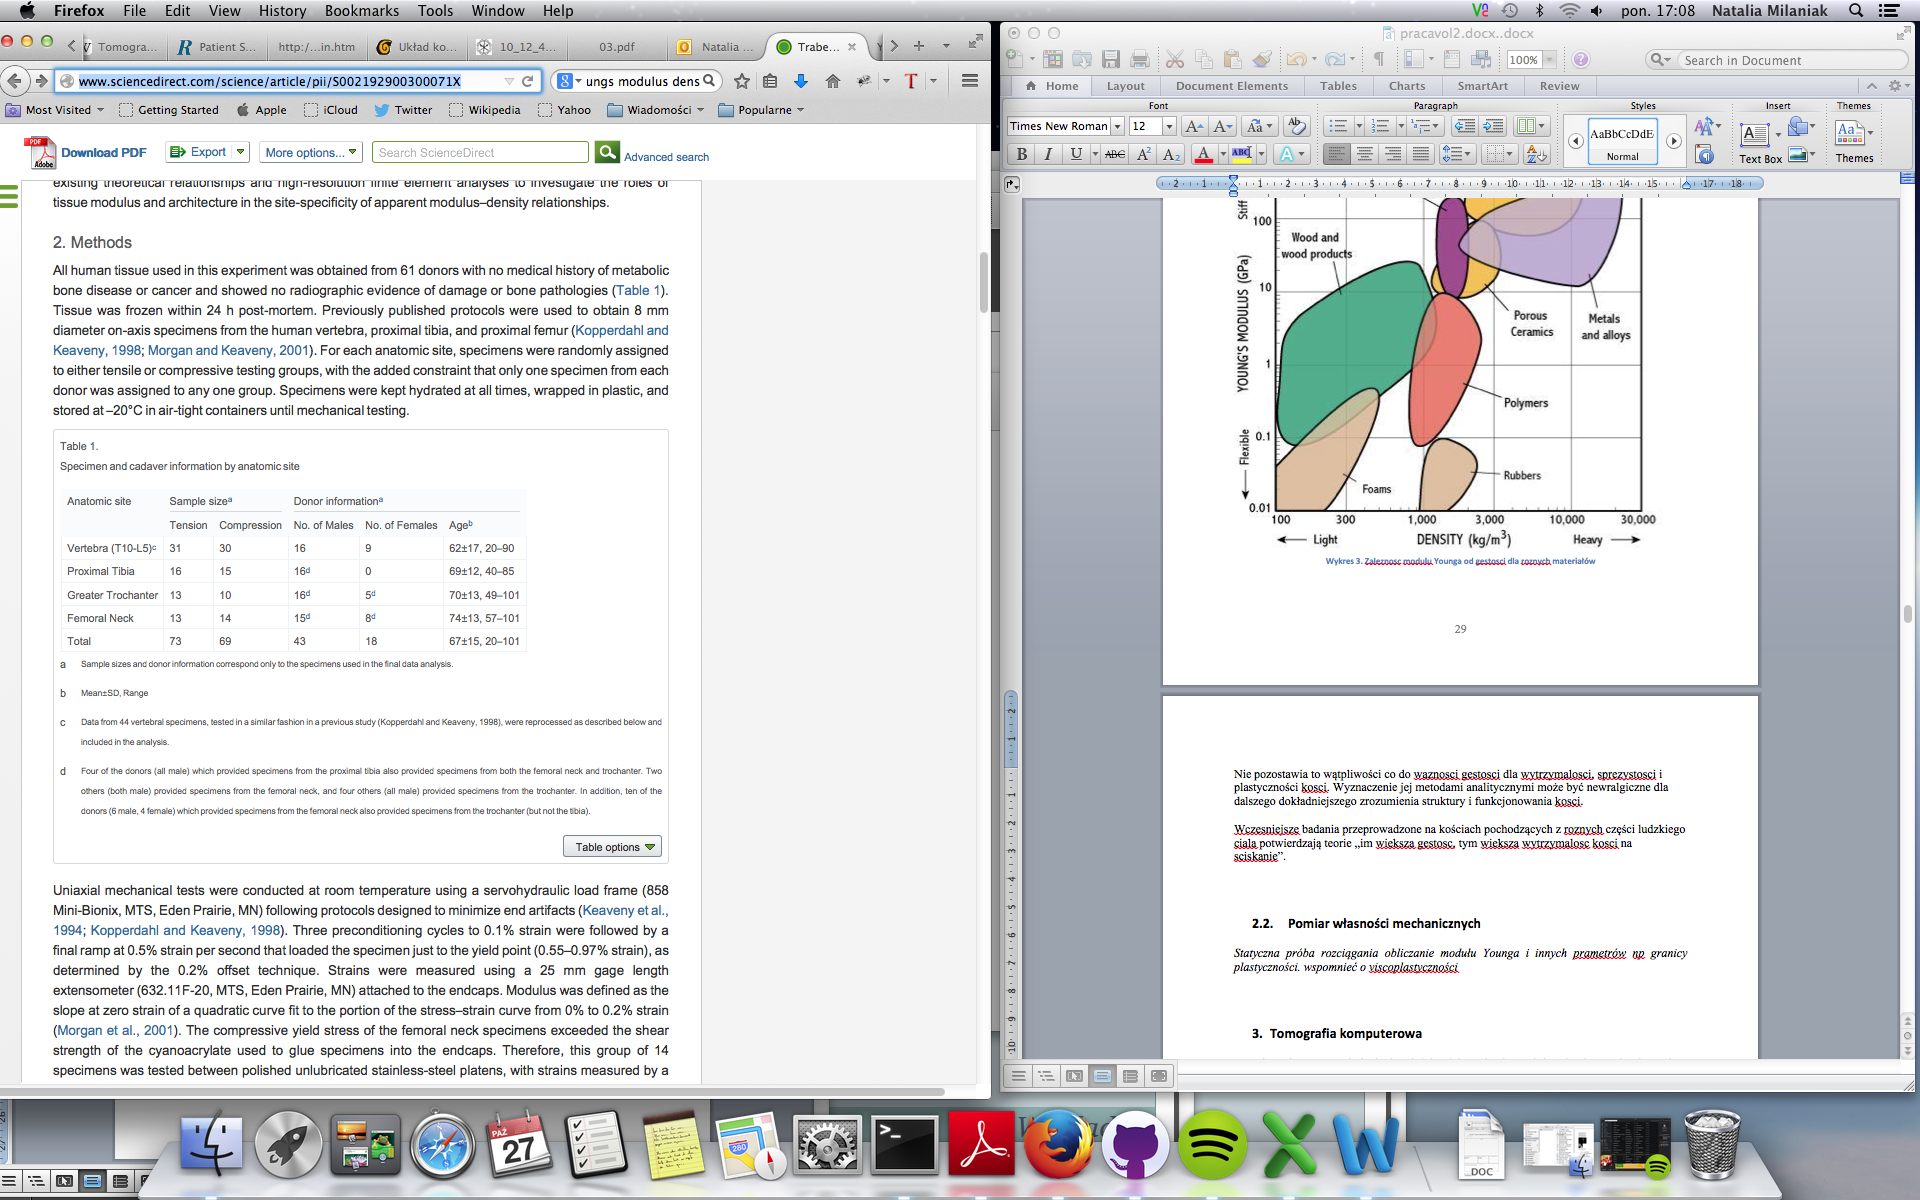 Firefox File Edit View History Bookmarks Tools Window Help
pon. 17:08 Natalia Milaniak
Tomogra...
Patient S...
http:/...in.htm
Układ ko...
10_12_4...
03.pdf
Natalia ...
Trabe...
www.sciencedirect.com/science/article/pii/S002192900300071X
ungs modulus dens
Most Visited
Getting Started
Apple
iCloud
Twitter
Wikipedia
Yahoo
Wiadomości
Popularne
Download PDF
Export
More options...
Search ScienceDirect
Advanced search
existing theoretical relationships and high-resolution finite element analyses to investigate the roles of
tissue modulus and architecture in the site-specificity of apparent modulus–density relationships.
2. Methods
All human tissue used in this experiment was obtained from 61 donors with no medical history of metabolic
bone disease or cancer and showed no radiographic evidence of damage or bone pathologies (Table 1).
Tissue was frozen within 24 h post-mortem. Previously published protocols were used to obtain 8 mm
diameter on-axis specimens from the human vertebra, proximal tibia, and proximal femur (Kopperdahl and
Keaveny, 1998; Morgan and Keaveny, 2001). For each anatomic site, specimens were randomly assigned
to either tensile or compressive testing groups, with the added constraint that only one specimen from each
donor was assigned to any one group. Specimens were kept hydrated at all times, wrapped in plastic, and
stored at –20°C in air-tight containers until mechanical testing.
Table 1.
Specimen and cadaver information by anatomic site
Anatomic site Sample sizea Donor informationa
Tension Compression No. of Males No. of Females Ageb
Vertebra (T10-L5)c 31 30 16 9 62±17, 20–90
Proximal Tibia 16 15 16d 0 69±12, 40–85
Greater Trochanter 13 10 16d 5d 70±13, 49–101
Femoral Neck 13 14 15d 8d 74±13, 57–101
Total 73 69 43 18 67±15, 20–101
a Sample sizes and donor information correspond only to the specimens used in the final data analysis.
b Mean±SD, Range
c Data from 44 vertebral specimens, tested in a similar fashion in a previous study (Kopperdahl and Keaveny, 1998), were reprocessed as described below and
included in the analysis.
d Four of the donors (all male) which provided specimens from the proximal tibia also provided specimens from both the femoral neck and trochanter. Two
others (both male) provided specimens from the femoral neck, and four others (all male) provided specimens from the trochanter. In addition, ten of the
donors (6 male, 4 female) which provided specimens from the femoral neck also provided specimens from the trochanter (but not the tibia).
Table options
Uniaxial mechanical tests were conducted at room temperature using a servohydraulic load frame (858
Mini-Bionix, MTS, Eden Prairie, MN) following protocols designed to minimize end artifacts (Keaveny et al.,
1994; Kopperdahl and Keaveny, 1998). Three preconditioning cycles to 0.1% strain were followed by a
final ramp at 0.5% strain per second that loaded the specimen just to the yield point (0.55–0.97% strain), as
determined by the 0.2% offset technique. Strains were measured using a 25 mm gage length
extensometer (632.11F-20, MTS, Eden Prairie, MN) attached to the endcaps. Modulus was defined as the
slope at zero strain of a quadratic curve fit to the portion of the stress–strain curve from 0% to 0.2% strain
(Morgan et al., 2001). The compressive yield stress of the femoral neck specimens exceeded the shear
strength of the cyanoacrylate used to glue specimens into the endcaps. Therefore, this group of 14
specimens was tested between polished unlubricated stainless-steel platens, with strains measured by a
pracavol2.docx..docx
100%
Search in Document
Home Layout Document Elements Tables Charts SmartArt Review
Font Paragraph Styles Insert Themes
Times New Roman 12
AaBbCcDdE
Normal
Text Box
Themes
B I U ABC A2 A2
Stiff
100
10
1
0.1
0.01
YOUNG'S MODULUS (GPa)
Flexible
Wood and
wood products
Porous
Ceramics
Metals
and alloys
Polymers
Rubbers
Foams
100 300 1,000 3,000 10,000 30,000
Light DENSITY (kg/m3) Heavy
Wykres 3. Zaleznosc modulu Younga od gestosci dla roznych materiałów
29
Nie pozostawia to wątpliwości co do waznosci gestosci dla wytrzymalosci, sprezystosci i
plastyczności kosci. Wyznaczenie jej metodami analitycznymi może być newralgiczne dla
dalszego dokładniejszego zrozumienia struktury i funkcjonowania kosci.
Wczesniejsze badania przeprowadzone na kościach pochodzących z roznych części ludzkiego
ciala potwierdzają teorie „im wieksza gestosc, tym wieksza wytrzymalosc kosci na
sciskanie".
2.2. Pomiar własności mechanicznych
Statyczna próba rozciągania obliczanie modułu Younga i innych prametrów np granicy
plastyczności. wspomnieć o viscoplastyczności
3. Tomografia komputerowa
PAŹ
27
280
.DOC